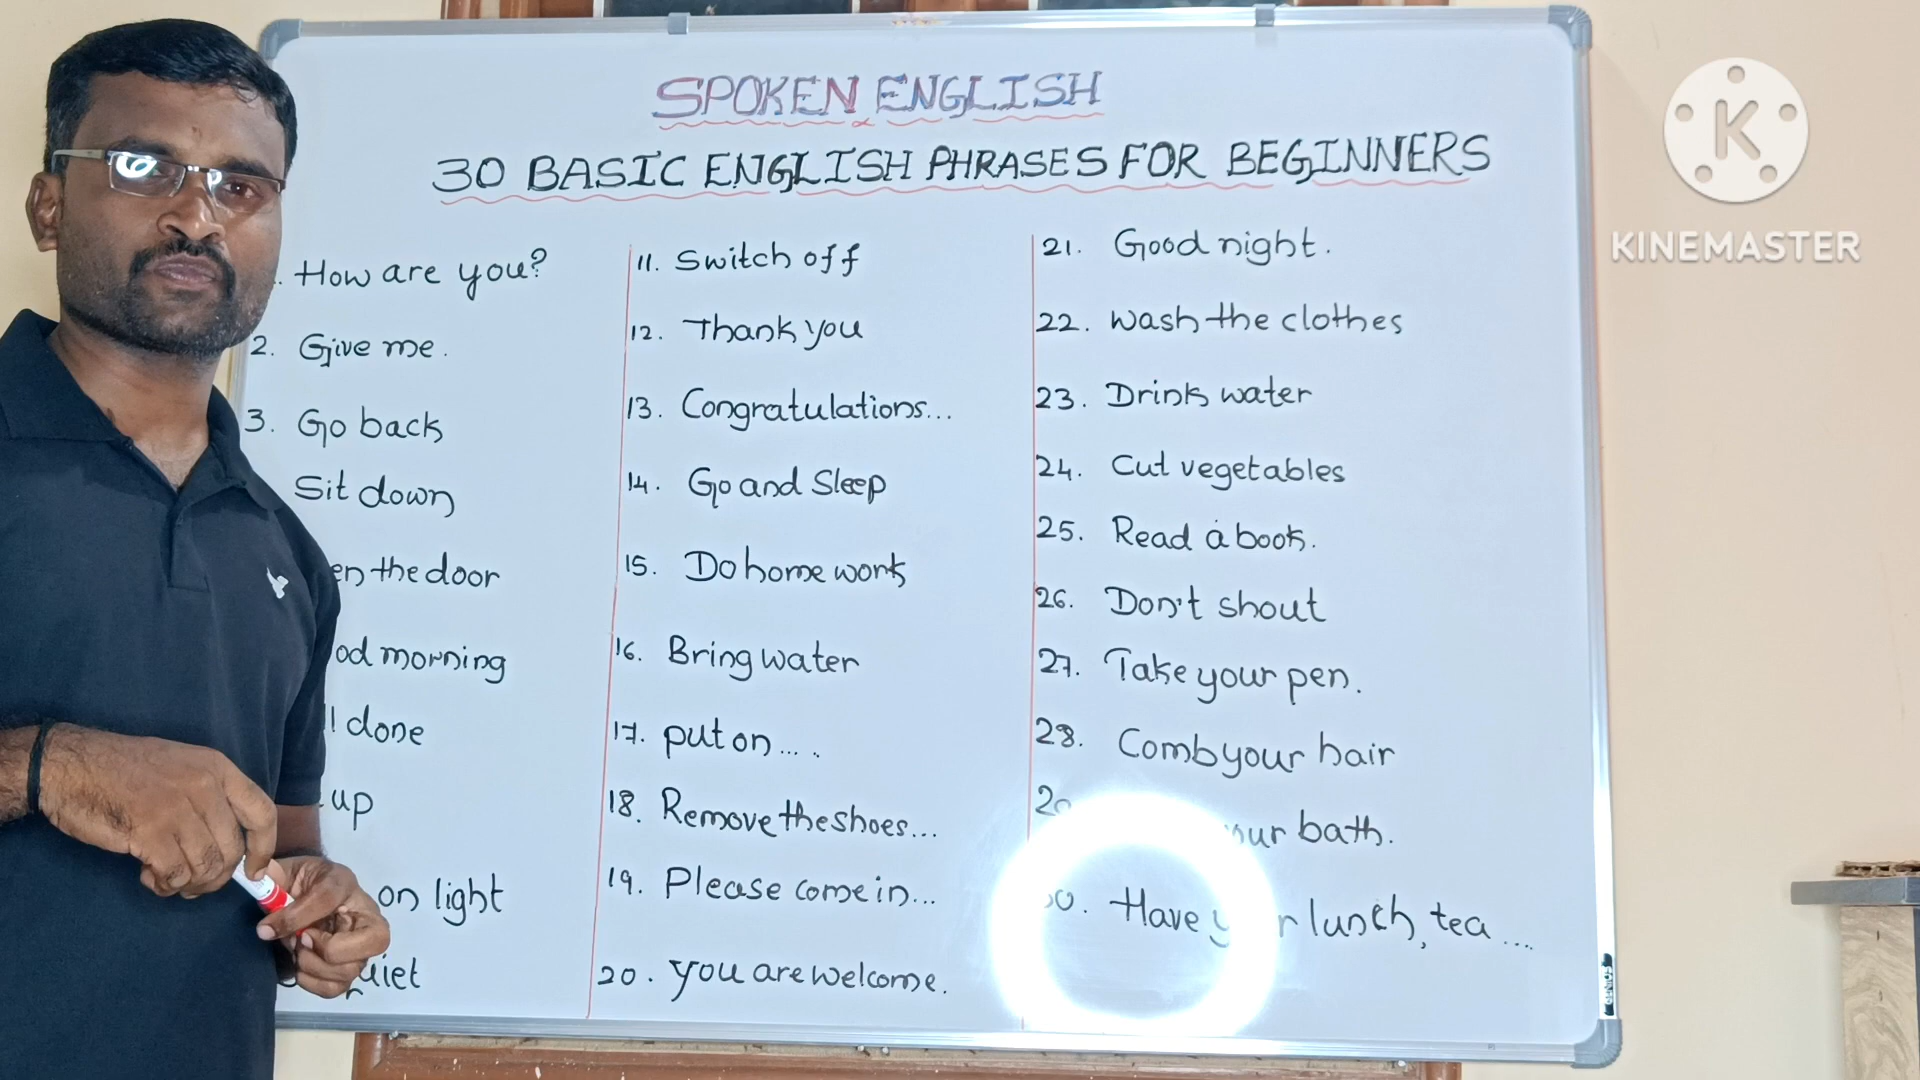 SPOKEN ENGLISH
30 BASIC ENGLISH PHRASES FOR BEGINNERS
How are you?
2. Give me.
3. Go back
Sit down
the door
morning
done
up
on light
11. Switch off
12. Thank you
13. Congratulations...
14. Go and Sleep
15. Do home work
16. Bring water
17. put on....
18. Remove the shoes...
19. Please come in...
20. you are welcome.
21. Good night.
22. Wash the clothes
23. Drink water
24. Cut vegetables
25. Read a book.
26. Don't shout
27. Take your pen.
28. Comb your hair
bath.
Have lunch, tea....
K
KINEMASTER